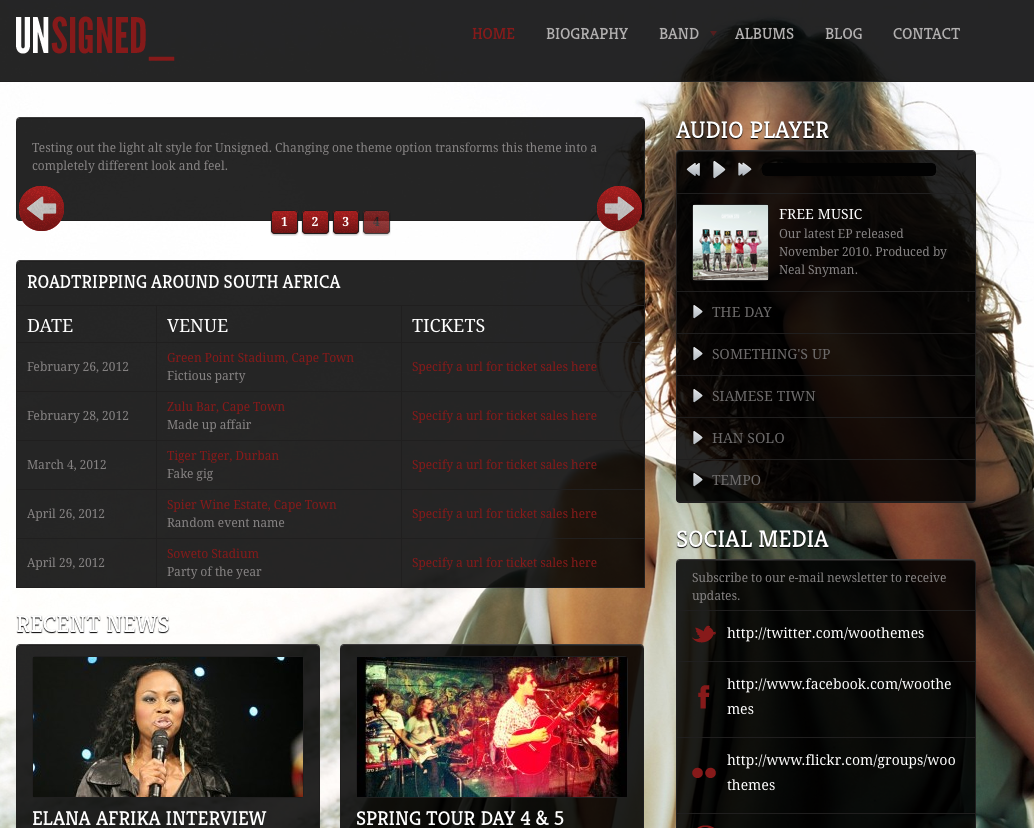 UNSIGNED_
HOME BIOGRAPHY BAND ALBUMS BLOG CONTACT
Testing out the light alt style for Unsigned. Changing one theme option transforms this theme into a
completely different look and feel.
1 2 3 4
ROADTRIPPING AROUND SOUTH AFRICA
DATE VENUE TICKETS
February 26, 2012 Green Point Stadium, Cape Town Specify a url for ticket sales here
Fictious party
February 28, 2012 Zulu Bar, Cape Town Specify a url for ticket sales here
Made up affair
March 4, 2012 Tiger Tiger, Durban Specify a url for ticket sales here
Fake gig
April 26, 2012 Spier Wine Estate, Cape Town Specify a url for ticket sales here
Random event name
April 29, 2012 Soweto Stadium Specify a url for ticket sales here
Party of the year
RECENT NEWS
ELANA AFRIKA INTERVIEW
SPRING TOUR DAY 4 & 5
AUDIO PLAYER
FREE MUSIC
Our latest EP released
November 2010. Produced by
Neal Snyman.
THE DAY
SOMETHING'S UP
SIAMESE TIWN
HAN SOLO
TEMPO
SOCIAL MEDIA
Subscribe to our e-mail newsletter to receive
updates.
http://twitter.com/woothemes
http://www.facebook.com/woothe
mes
http://www.flickr.com/groups/woo
themes